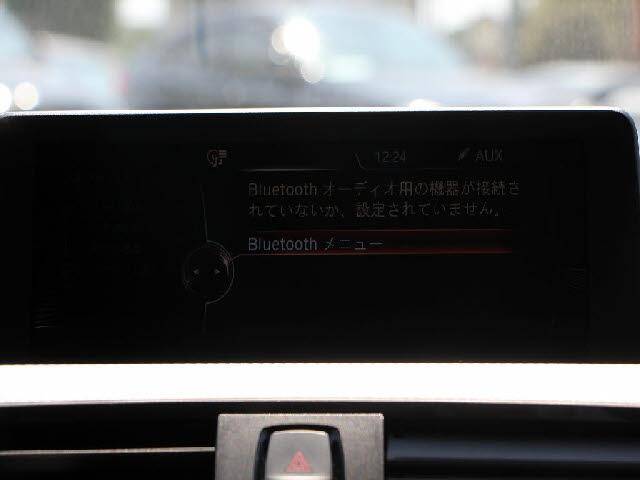 12:24 AUX
Bluetooth オーディオ用の機器が接続さ
れていないか、設定されていません。
Bluetooth メニュー